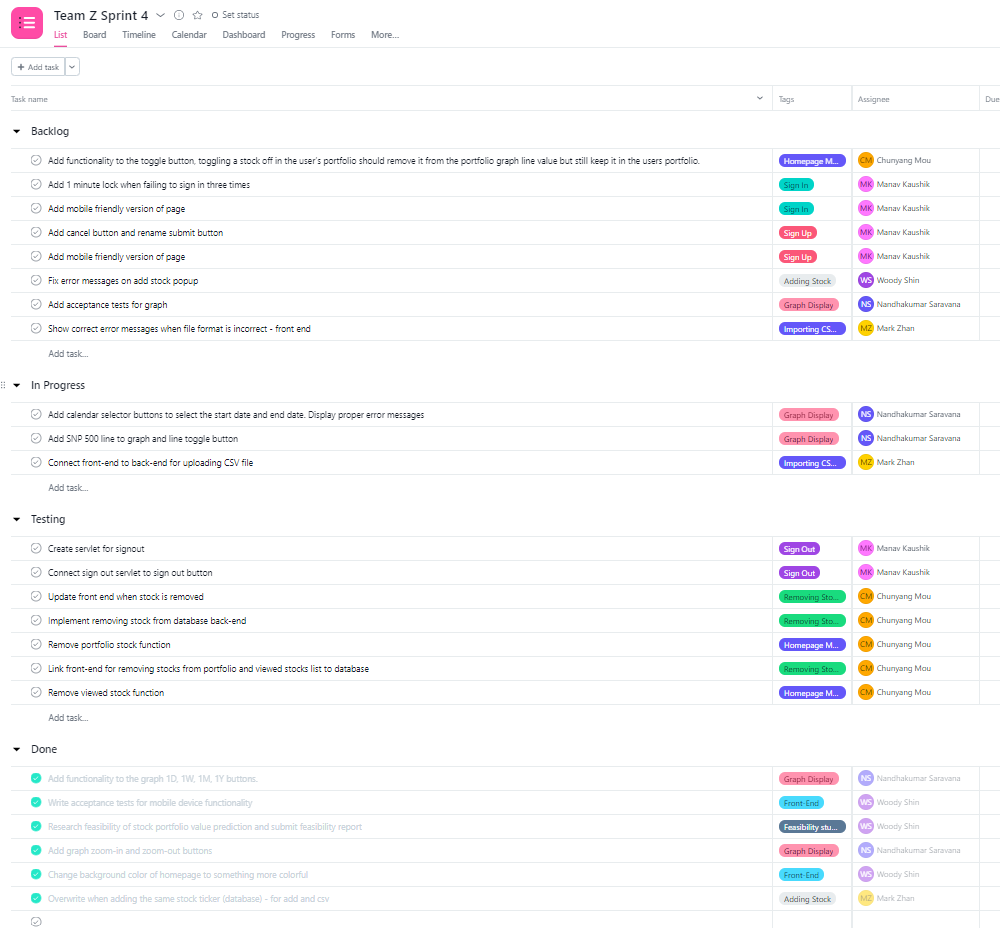 Team Z Sprint 4 Set status
List Board Timeline Calendar Dashboard Progress Forms More...
+ Add task
Task name Tags Assignee Due
Backlog
Add functionality to the toggle button, toggling a stock off in the user's portfolio should remove it from the portfolio graph line value but still keep it in the users portfolio. Homepage M... CM Chunyang Mou
Add 1 minute lock when failing to sign in three times Sign In MK Manav Kaushik
Add mobile friendly version of page Sign In MK Manav Kaushik
Add cancel button and rename submit button Sign Up MK Manav Kaushik
Add mobile friendly version of page Sign Up MK Manav Kaushik
Fix error messages on add stock popup Adding Stock WS Woody Shin
Add acceptance tests for graph Graph Display NS Nandhakumar Saravana
Show correct error messages when file format is incorrect - front end Importing CS... MZ Mark Zhan
Add task...
In Progress
Add calendar selector buttons to select the start date and end date. Display proper error messages Graph Display NS Nandhakumar Saravana
Add SNP 500 line to graph and line toggle button Graph Display NS Nandhakumar Saravana
Connect front-end to back-end for uploading CSV file Importing CS... MZ Mark Zhan
Add task...
Testing
Create servlet for signout Sign Out MK Manav Kaushik
Connect sign out servlet to sign out button Sign Out MK Manav Kaushik
Update front end when stock is removed Removing Sto... CM Chunyang Mou
Implement removing stock from database back-end Removing Sto... CM Chunyang Mou
Remove portfolio stock function Homepage M... CM Chunyang Mou
Link front-end for removing stocks from portfolio and viewed stocks list to database Removing Sto... CM Chunyang Mou
Remove viewed stock function Homepage M... CM Chunyang Mou
Add task...
Done
Add functionality to the graph 1D, 1W, 1M, 1Y buttons. Graph Display NS Nandhakumar Saravana
Write acceptance tests for mobile device functionality Front-End WS Woody Shin
Research feasibility of stock portfolio value prediction and submit feasibility report Feasibility stu... WS Woody Shin
Add graph zoom-in and zoom-out buttons Graph Display NS Nandhakumar Saravana
Change background color of homepage to something more colorful Front-End WS Woody Shin
Overwrite when adding the same stock ticker (database) - for add and csv Adding Stock MZ Mark Zhan